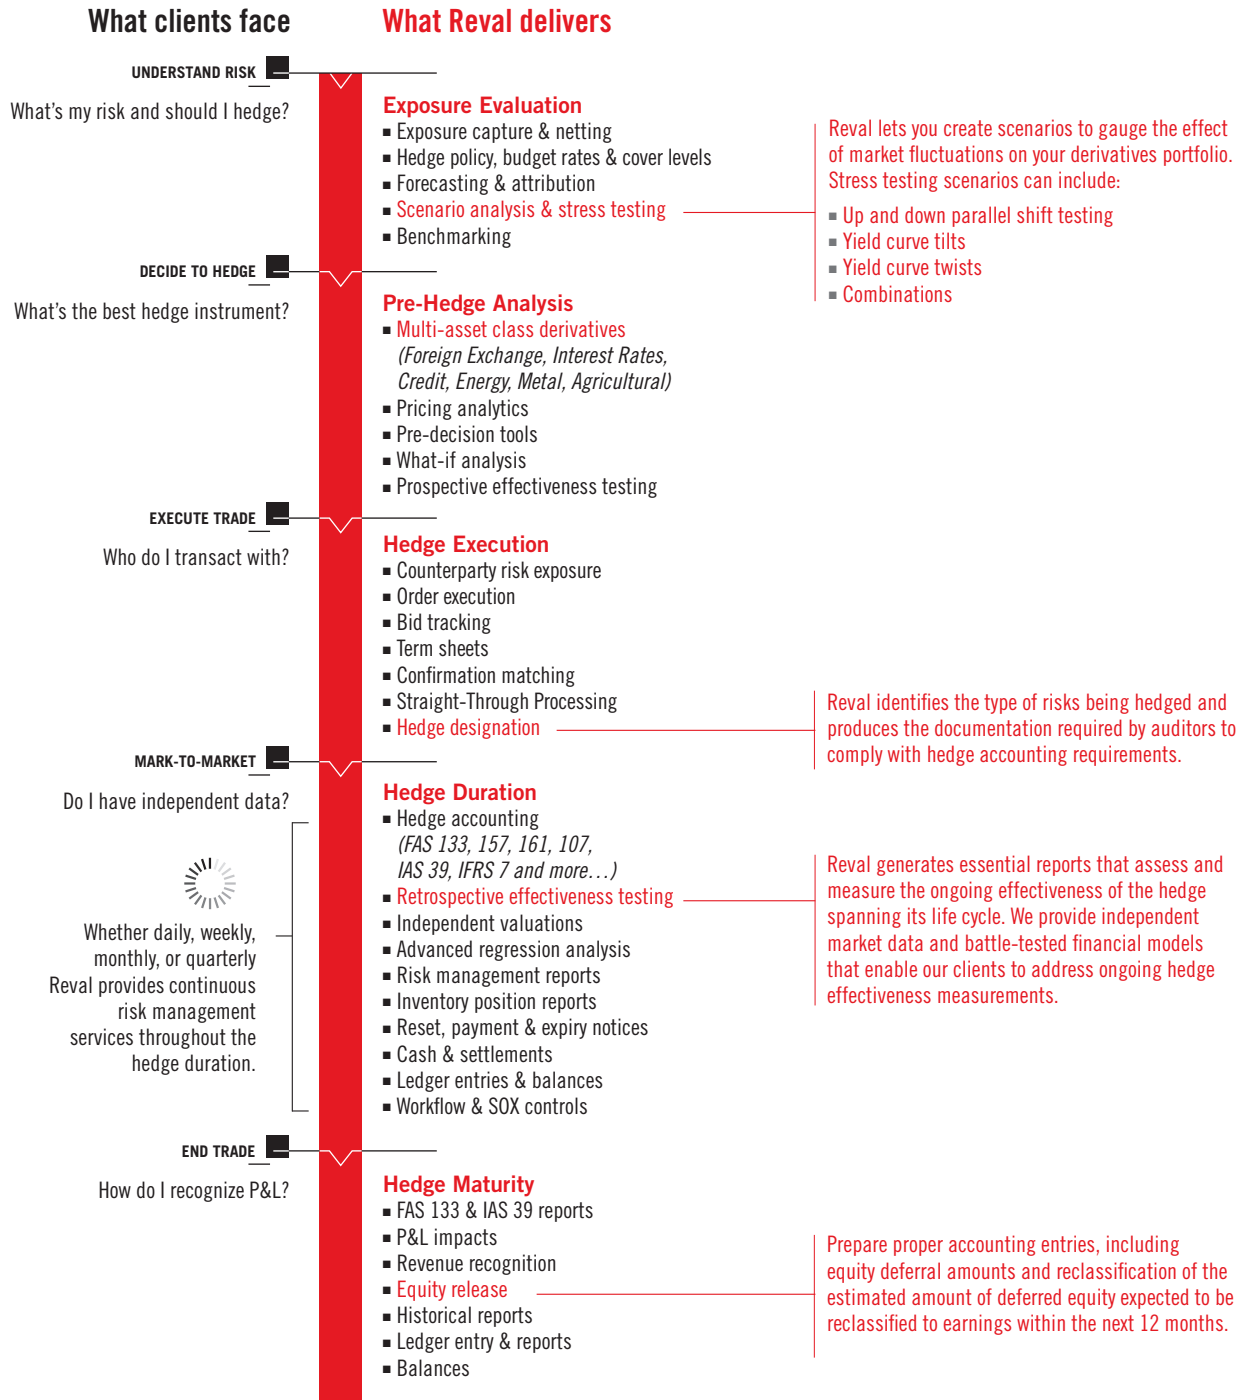 What clients face
What Reval delivers
UNDERSTAND RISK
What's my risk and should I hedge?
Exposure Evaluation
■ Exposure capture & netting
■ Hedge policy, budget rates & cover levels
■ Forecasting & attribution
■ Scenario analysis & stress testing
■ Benchmarking
Reval lets you create scenarios to gauge the effect
of market fluctuations on your derivatives portfolio.
Stress testing scenarios can include:
■ Up and down parallel shift testing
■ Yield curve tilts
■ Yield curve twists
■ Combinations
DECIDE TO HEDGE
What's the best hedge instrument?
Pre-Hedge Analysis
■ Multi-asset class derivatives
(Foreign Exchange, Interest Rates,
Credit, Energy, Metal, Agricultural)
■ Pricing analytics
■ Pre-decision tools
■ What-if analysis
■ Prospective effectiveness testing
EXECUTE TRADE
Who do I transact with?
Hedge Execution
■ Counterparty risk exposure
■ Order execution
■ Bid tracking
■ Term sheets
■ Confirmation matching
■ Straight-Through Processing
■ Hedge designation
Reval identifies the type of risks being hedged and
produces the documentation required by auditors to
comply with hedge accounting requirements.
MARK-TO-MARKET
Do I have independent data?
Whether daily, weekly,
monthly, or quarterly
Reval provides continuous
risk management
services throughout the
hedge duration.
Hedge Duration
■ Hedge accounting
(FAS 133, 157, 161, 107,
IAS 39, IFRS 7 and more…)
■ Retrospective effectiveness testing
■ Independent valuations
■ Advanced regression analysis
■ Risk management reports
■ Inventory position reports
■ Reset, payment & expiry notices
■ Cash & settlements
■ Ledger entries & balances
■ Workflow & SOX controls
Reval generates essential reports that assess and
measure the ongoing effectiveness of the hedge
spanning its life cycle. We provide independent
market data and battle-tested financial models
that enable our clients to address ongoing hedge
effectiveness measurements.
END TRADE
How do I recognize P&L?
Hedge Maturity
■ FAS 133 & IAS 39 reports
■ P&L impacts
■ Revenue recognition
■ Equity release
■ Historical reports
■ Ledger entry & reports
■ Balances
Prepare proper accounting entries, including
equity deferral amounts and reclassification of the
estimated amount of deferred equity expected to be
reclassified to earnings within the next 12 months.